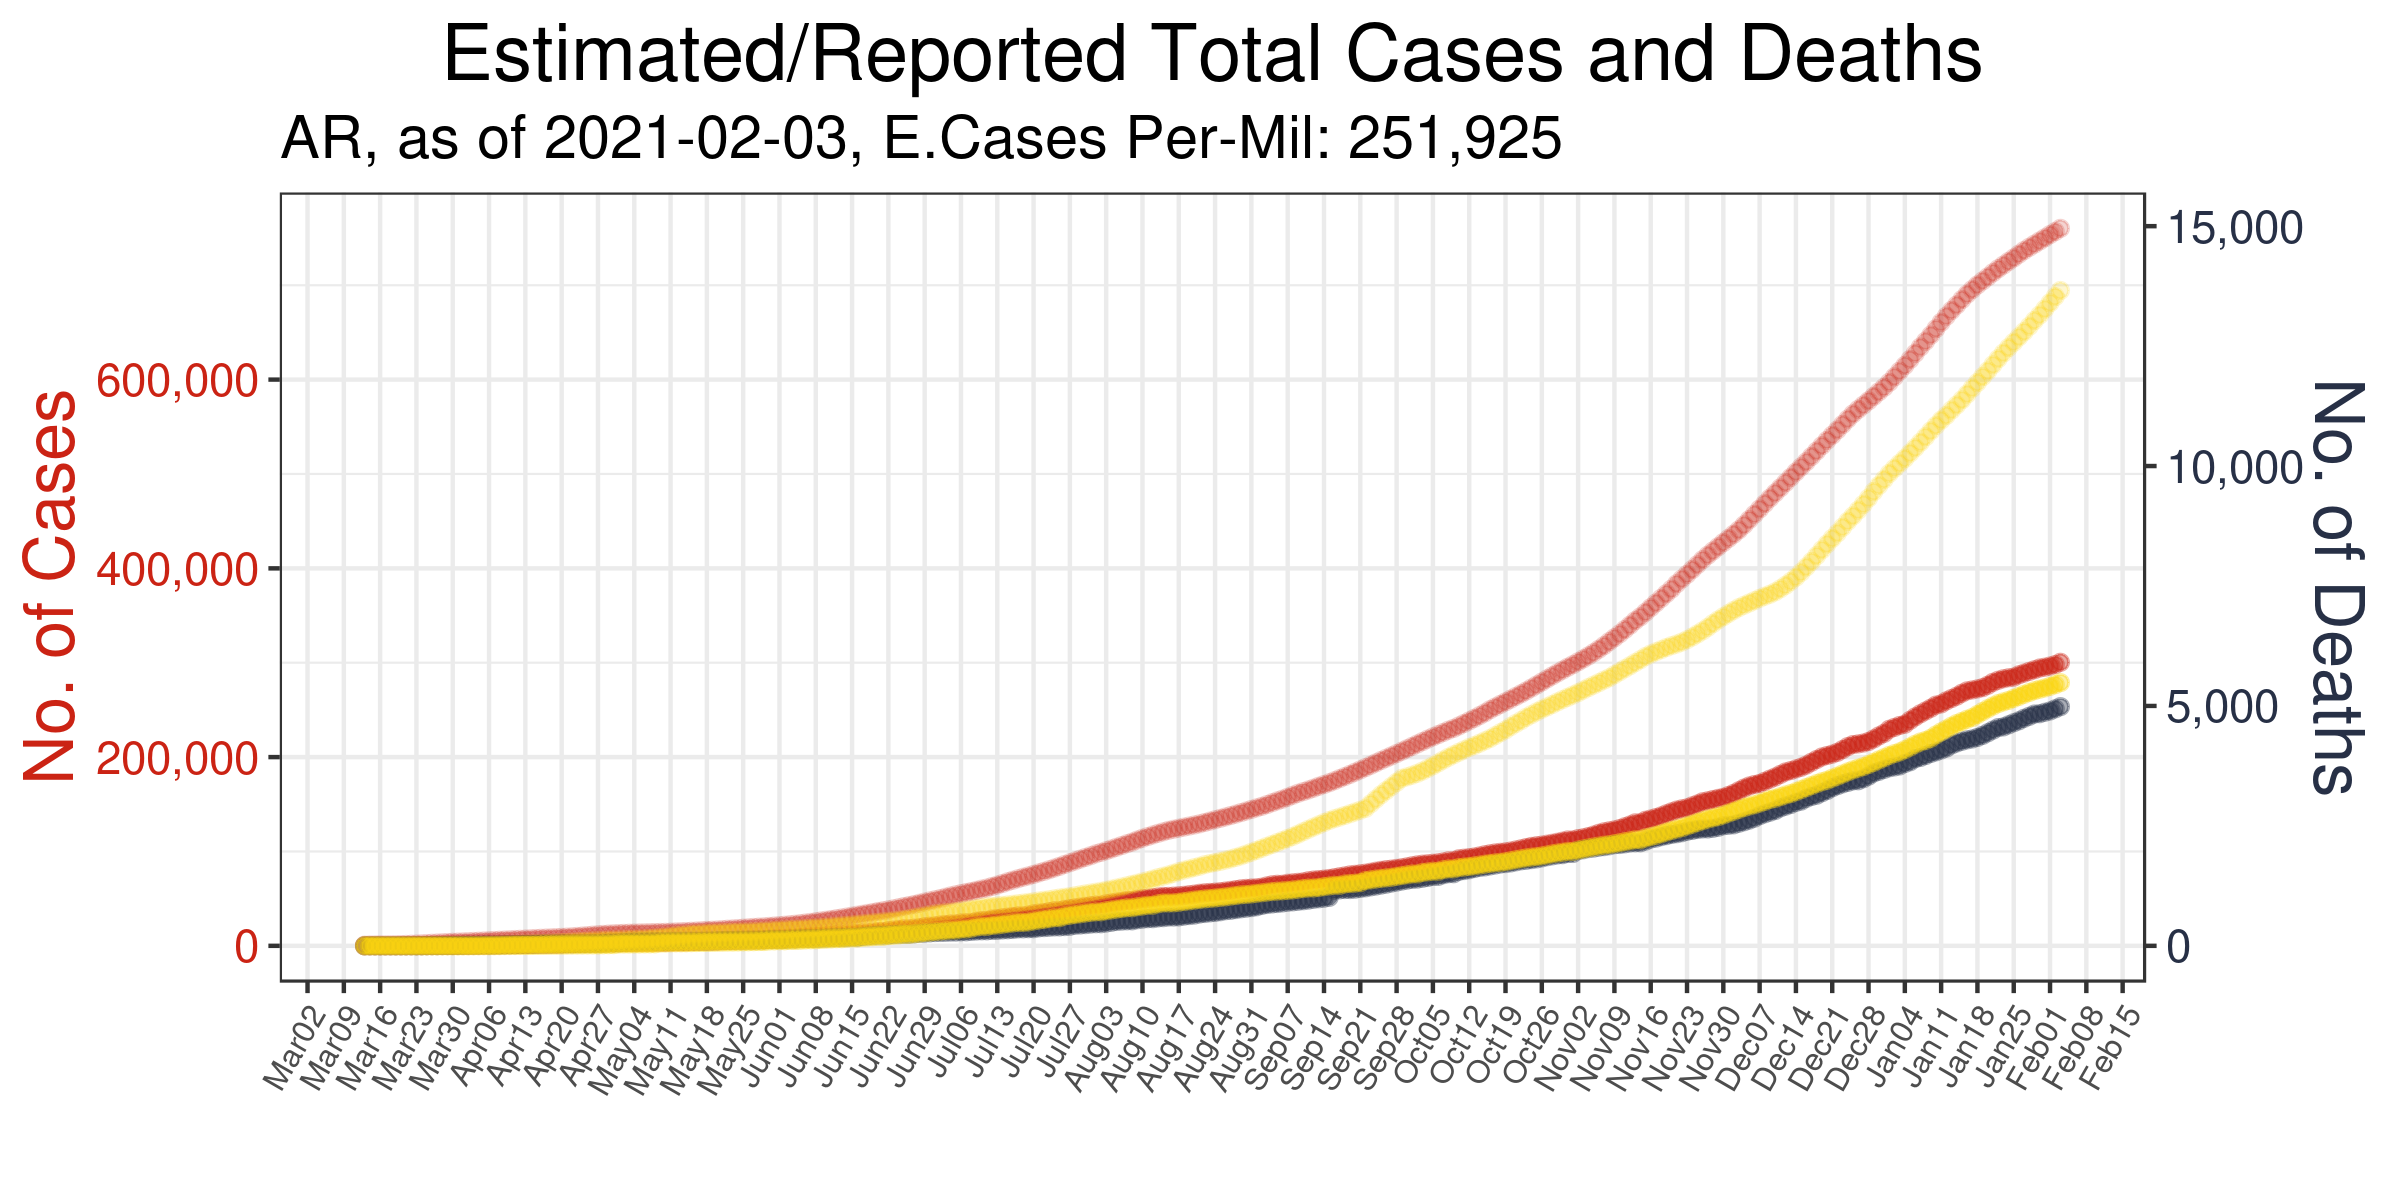 Estimated/Reported Total Cases and Deaths
AR, as of 2021-02-03, E.Cases Per-Mil: 251,925
No. of Cases
600,000
400,000
200,000
0
15,000
10,000
5,000
0
No. of Deaths
Mar02
Mar09
Mar16
Mar23
Mar30
Apr06
Apr13
Apr20
Apr27
May04
May11
May18
May25
Jun01
Jun08
Jun15
Jun22
Jun29
Jul06
Jul13
Jul20
Jul27
Aug03
Aug10
Aug17
Aug24
Aug31
Sep07
Sep14
Sep21
Sep28
Oct05
Oct12
Oct19
Oct26
Nov02
Nov09
Nov16
Nov23
Nov30
Dec07
Dec14
Dec21
Dec28
Jan04
Jan11
Jan18
Jan25
Feb01
Feb08
Feb15